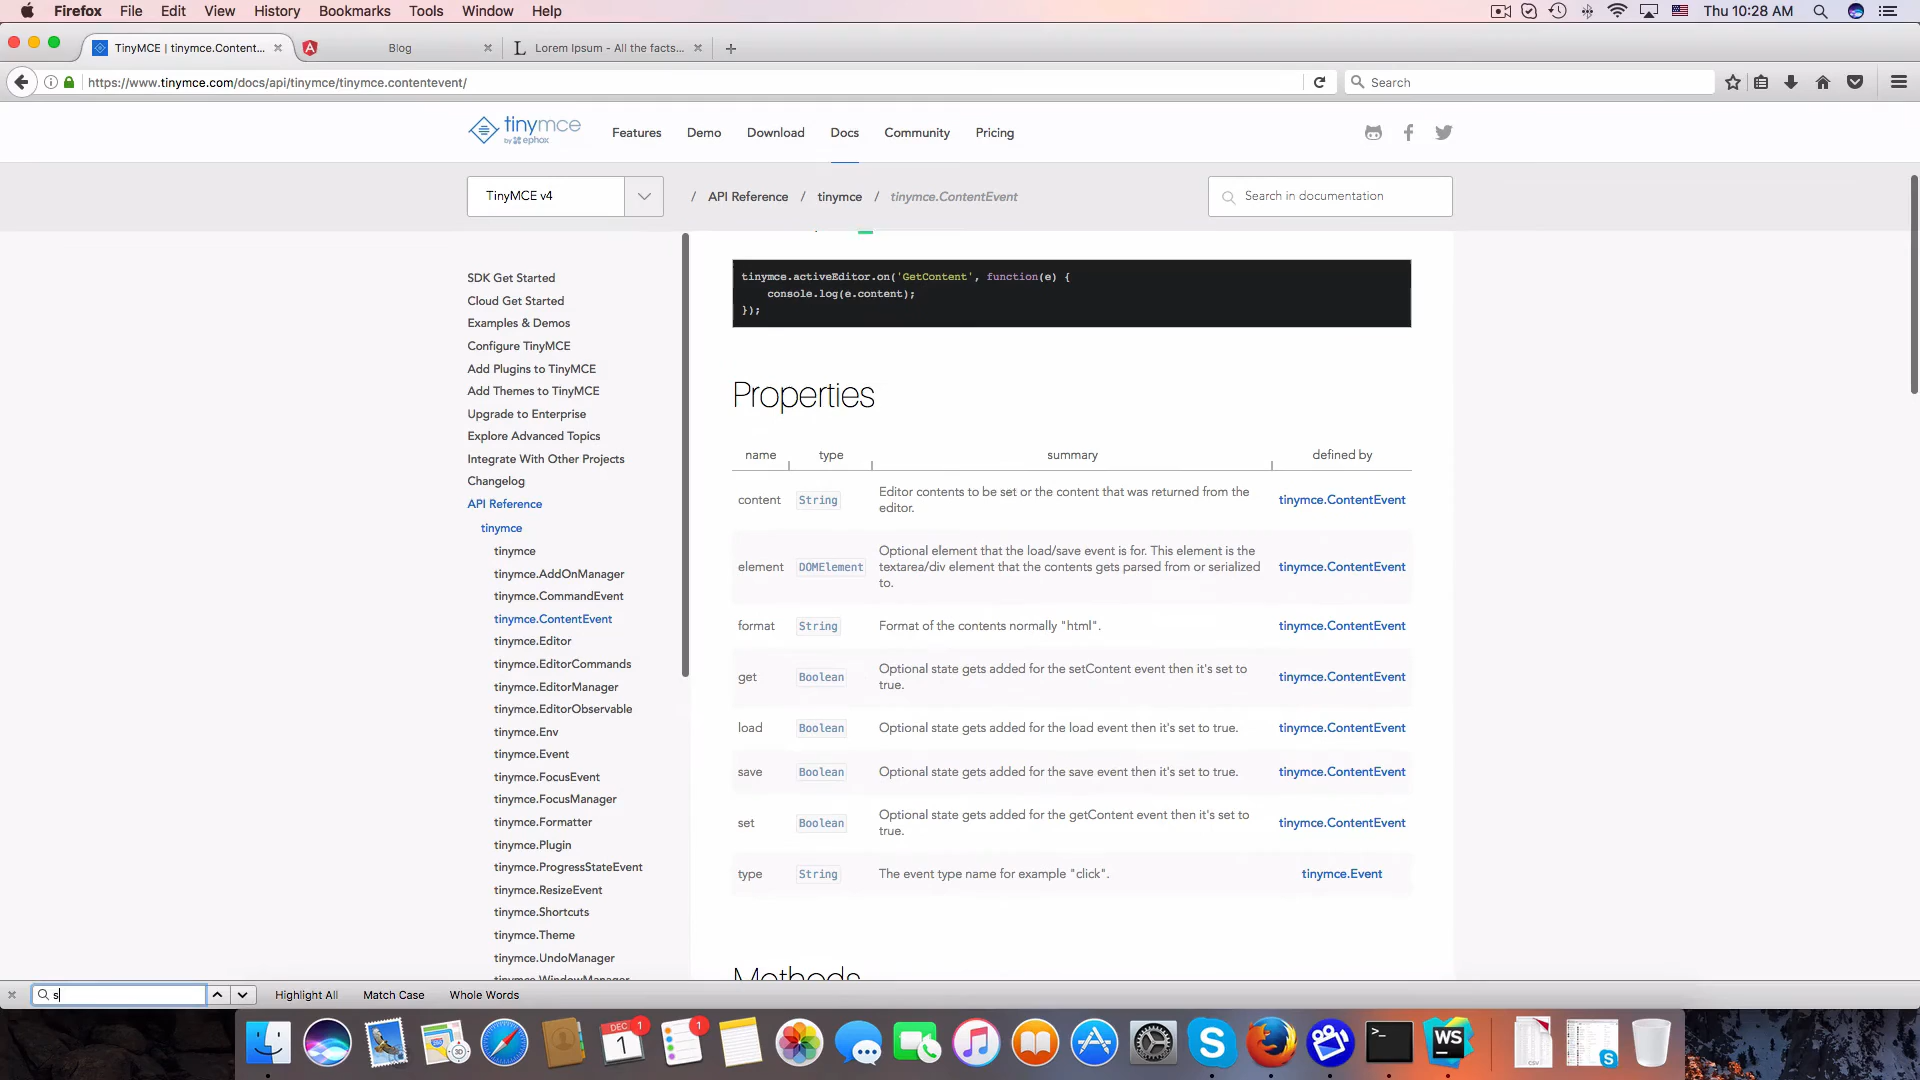 Firefox File Edit View History Bookmarks Tools Window Help Thu 10:28 AM
TinyMCE | tinymce.Content... Blog Lorem Ipsum - All the facts...
https://www.tinymce.com/docs/api/tinymce/tinymce.contentevent/ Search
tinymce Features Demo Download Docs Community Pricing
by ephox
TinyMCE v4 / API Reference / tinymce / tinymce.ContentEvent Search in documentation
SDK Get Started
Cloud Get Started
Examples & Demos
Configure TinyMCE
Add Plugins to TinyMCE
Add Themes to TinyMCE
Upgrade to Enterprise
Explore Advanced Topics
Integrate With Other Projects
Changelog
API Reference
tinymce
tinymce
tinymce.AddOnManager
tinymce.CommandEvent
tinymce.ContentEvent
tinymce.Editor
tinymce.EditorCommands
tinymce.EditorManager
tinymce.EditorObservable
tinymce.Env
tinymce.Event
tinymce.FocusEvent
tinymce.FocusManager
tinymce.Formatter
tinymce.Plugin
tinymce.ProgressStateEvent
tinymce.ResizeEvent
tinymce.Shortcuts
tinymce.Theme
tinymce.UndoManager
tinymce.WindowManager
tinymce.activeEditor.on('GetContent', function(e) {
console.log(e.content);
});
Properties
name type summary defined by
content String Editor contents to be set or the content that was returned from the
editor. tinymce.ContentEvent
element DOMElement Optional element that the load/save event is for. This element is the
textarea/div element that the contents gets parsed from or serialized
to. tinymce.ContentEvent
format String Format of the contents normally "html". tinymce.ContentEvent
get Boolean Optional state gets added for the setContent event then it's set to
true. tinymce.ContentEvent
load Boolean Optional state gets added for the load event then it's set to true. tinymce.ContentEvent
save Boolean Optional state gets added for the save event then it's set to true. tinymce.ContentEvent
set Boolean Optional state gets added for the getContent event then it's set to
true. tinymce.ContentEvent
type String The event type name for example "click". tinymce.Event
Methods
s Highlight All Match Case Whole Words
DEC 1 1
1
3D
WS
CSV